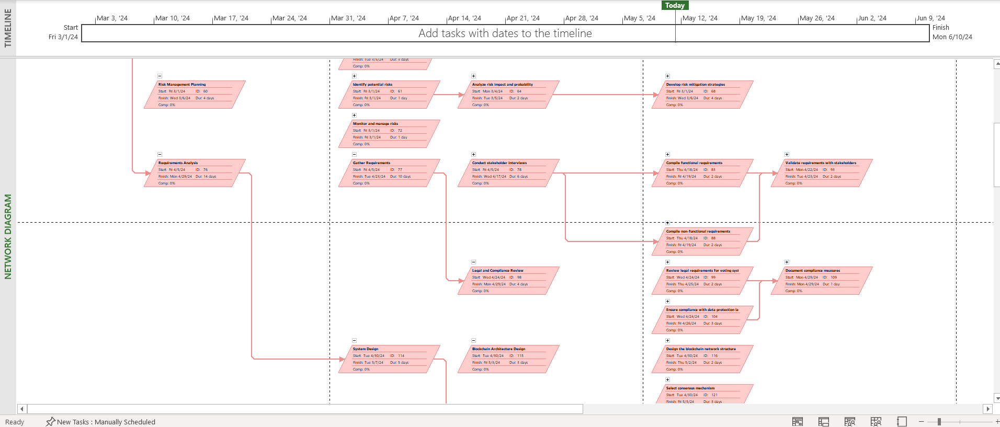 TIMELINE
Today
Mar 3, '24 Mar 10, '24 Mar 17, '24 Mar 24, '24 Mar 31, '24 Apr 7, '24 Apr 14, '24 Apr 21, '24 Apr 28, '24 May 5, '24 May 12, '24 May 19, '24 May 26, '24 Jun 2, '24 Jun 9, '24
Start
Fri 3/1/24
Add tasks with dates to the timeline
Finish
Mon 6/10/24
NETWORK DIAGRAM
Finish: Tue 3/5/24 Dur: 3 days
Comp: 0%
Risk Management Planning
Start: Fri 3/1/24 ID: 60
Finish: Wed 3/6/24 Dur: 4 days
Comp: 0%
Identify potential risks
Start: Fri 3/1/24 ID: 61
Finish: Fri 3/1/24 Dur: 1 day
Comp: 0%
Analyze risk impact and probability
Start: Mon 3/4/24 ID: 64
Finish: Tue 3/5/24 Dur: 2 days
Comp: 0%
Develop risk mitigation strategies
Start: Fri 3/1/24 ID: 68
Finish: Wed 3/6/24 Dur: 4 days
Comp: 0%
Monitor and manage risks
Start: Fri 3/1/24 ID: 72
Finish: Fri 3/1/24 Dur: 1 day
Comp: 0%
Requirements Analysis
Start: Fri 4/5/24 ID: 76
Finish: Mon 4/29/24 Dur: 14 days
Comp: 0%
Gather Requirements
Start: Fri 4/5/24 ID: 77
Finish: Tue 4/23/24 Dur: 10 days
Comp: 0%
Conduct stakeholder interviews
Start: Fri 4/5/24 ID: 78
Finish: Wed 4/17/24 Dur: 6 days
Comp: 0%
Compile functional requirements
Start: Thu 4/18/24 ID: 83
Finish: Fri 4/19/24 Dur: 2 days
Comp: 0%
Validate requirements with stakeholders
Start: Mon 4/22/24 ID: 93
Finish: Tue 4/23/24 Dur: 2 days
Comp: 0%
Compile non-functional requirements
Start: Thu 4/18/24 ID: 88
Finish: Fri 4/19/24 Dur: 2 days
Comp: 0%
Legal and Compliance Review
Start: Wed 4/24/24 ID: 98
Finish: Mon 4/29/24 Dur: 4 days
Comp: 0%
Review legal requirements for voting syst
Start: Wed 4/24/24 ID: 99
Finish: Thu 4/25/24 Dur: 2 days
Comp: 0%
Document compliance measures
Start: Mon 4/29/24 ID: 109
Finish: Mon 4/29/24 Dur: 1 day
Comp: 0%
Ensure compliance with data protection la
Start: Wed 4/24/24 ID: 104
Finish: Fri 4/26/24 Dur: 3 days
Comp: 0%
System Design
Start: Tue 4/30/24 ID: 114
Finish: Tue 5/7/24 Dur: 5 days
Comp: 0%
Blockchain Architecture Design
Start: Tue 4/30/24 ID: 115
Finish: Fri 5/3/24 Dur: 3 days
Comp: 0%
Design the blockchain network structure
Start: Tue 4/30/24 ID: 116
Finish: Thu 5/2/24 Dur: 2 days
Comp: 0%
Select consensus mechanism
Start: Tue 4/30/24 ID: 121
Finish: Fri 5/3/24 Dur: 3 days
Ready New Tasks : Manually Scheduled